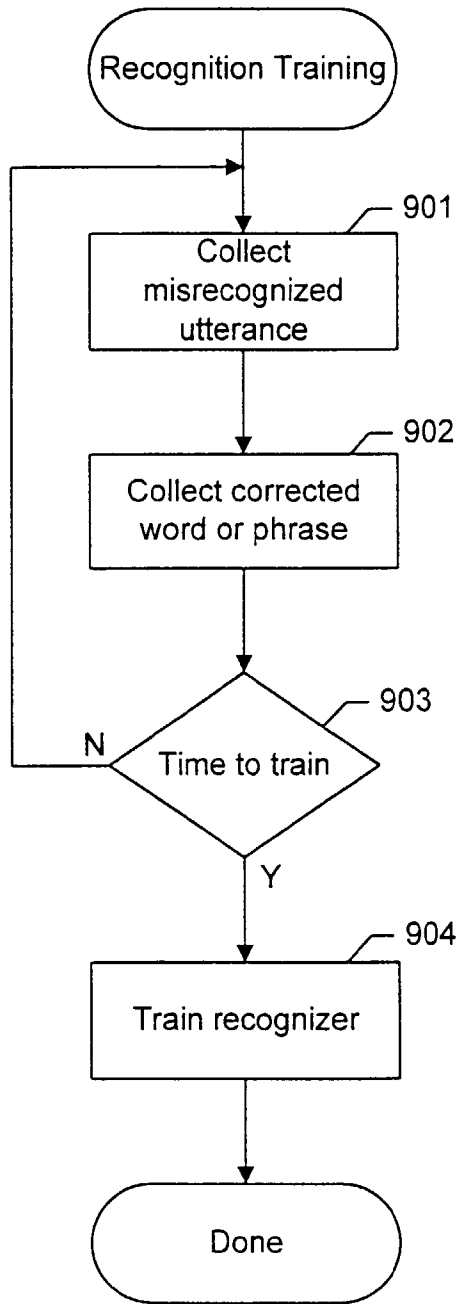 Recognition Training
901
Collect
misrecognized
utterance
902
Collect corrected
word or phrase
903
N
Time to train
Y
904
Train recognizer
Done